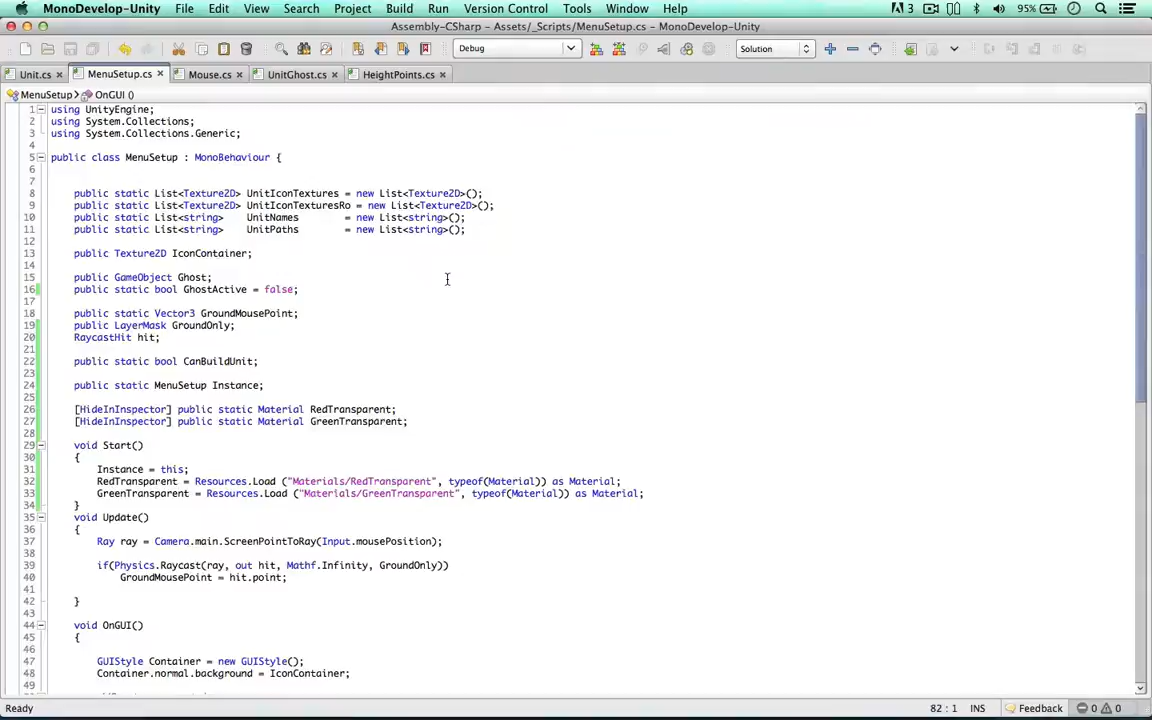 MonoDevelop-Unity File Edit View Search Project Build Run Version Control Tools Window Help 3 95%
Assembly-CSharp - Assets/_Scripts/MenuSetup.cs - MonoDevelop-Unity
Debug Solution
Unit.cs MenuSetup.cs Mouse.cs UnitGhost.cs HeightPoints.cs
MenuSetup OnGUI ()
1 using UnityEngine;
2 using System.Collections;
3 using System.Collections.Generic;
4
5 public class MenuSetup : MonoBehaviour {
6
7
8 public static List<Texture2D> UnitIconTextures = new List<Texture2D>();
9 public static List<Texture2D> UnitIconTexturesRo = new List<Texture2D>();
10 public static List<string> UnitNames = new List<string>();
11 public static List<string> UnitPaths = new List<string>();
12
13 public Texture2D IconContainer;
14
15 public GameObject Ghost;
16 public static bool GhostActive = false;
17
18 public static Vector3 GroundMousePoint;
19 public LayerMask GroundOnly;
20 RaycastHit hit;
21
22 public static bool CanBuildUnit;
23
24 public static MenuSetup Instance;
25
26 [HideInInspector] public static Material RedTransparent;
27 [HideInInspector] public static Material GreenTransparent;
28
29 void Start()
30 {
31 Instance = this;
32 RedTransparent = Resources.Load ("Materials/RedTransparent", typeof(Material)) as Material;
33 GreenTransparent = Resources.Load ("Materials/GreenTransparent", typeof(Material)) as Material;
34 }
35 void Update()
36 {
37 Ray ray = Camera.main.ScreenPointToRay(Input.mousePosition);
38
39 if(Physics.Raycast(ray, out hit, Mathf.Infinity, GroundOnly))
40 GroundMousePoint = hit.point;
41
42 }
43
44 void OnGUI()
45 {
46
47 GUIStyle Container = new GUIStyle();
48 Container.normal.background = IconContainer;
49
Ready 82 : 1 INS Feedback 0 0